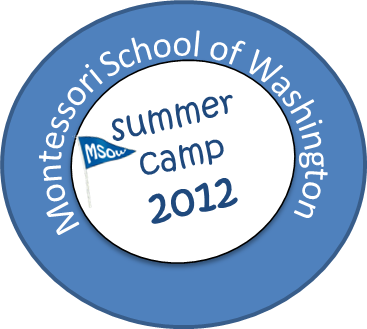 Montessori School of Washington
summer
camp
2012
MSOW